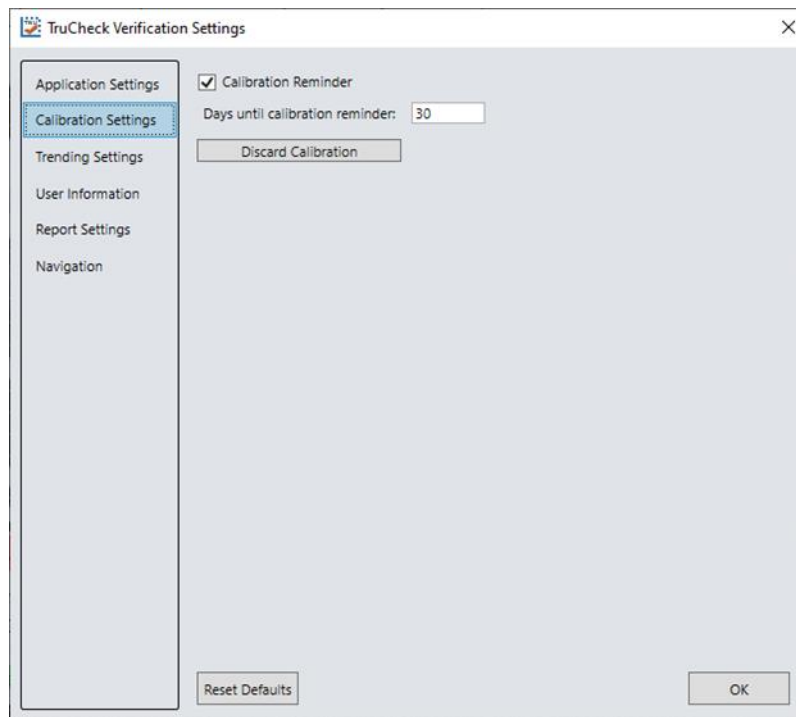 TruCheck Verification Settings
Application Settings
Calibration Settings
Trending Settings
User Information
Report Settings
Navigation
Calibration Reminder
Days until calibration reminder: 30
Discard Calibration
Reset Defaults
OK